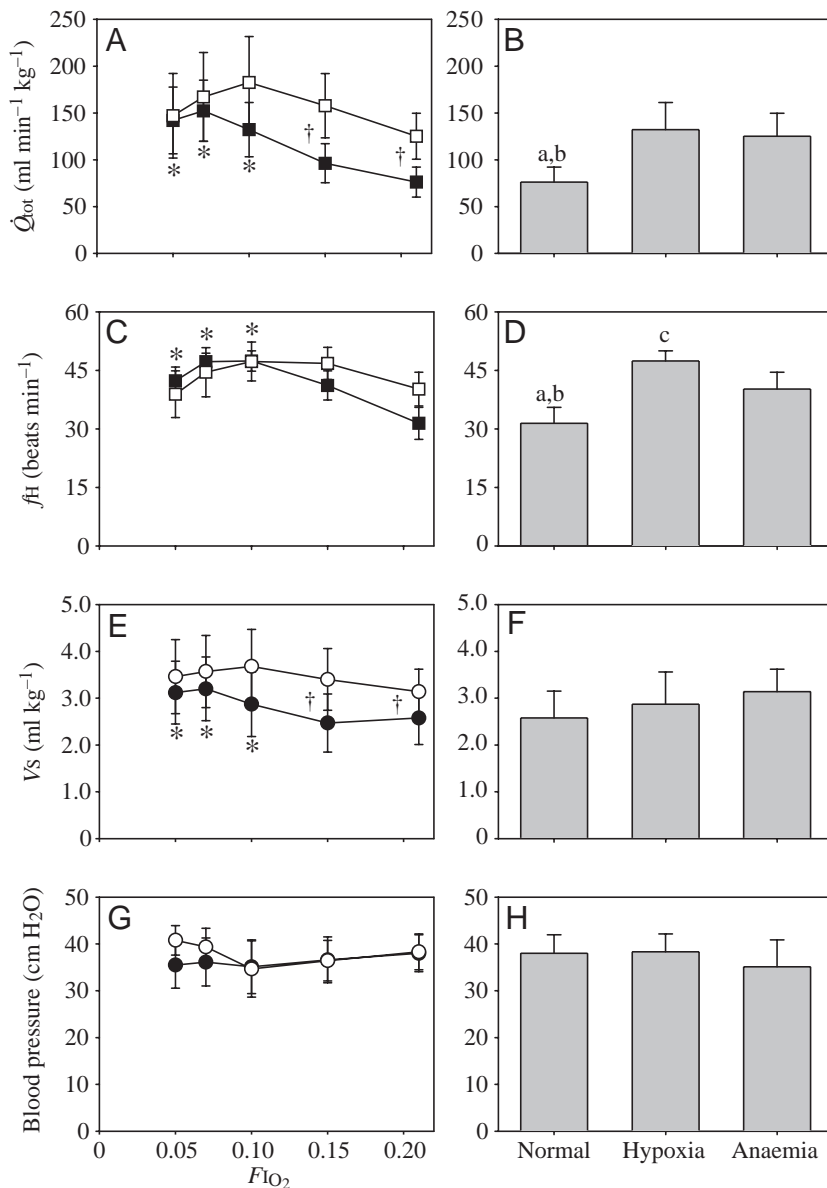 A
B
Q̇tot (ml min⁻¹ kg⁻¹)
250
200
150
100
50
0
†
†
* * *
250
200
150
100
50
0
a,b
C
D
fH (beats min⁻¹)
60
45
30
15
0
* * *
60
45
30
15
0
a,b
c
E
F
Vs (ml kg⁻¹)
5.0
4.0
3.0
2.0
1.0
0
†
†
* * *
5.0
4.0
3.0
2.0
1.0
0
G
H
Blood pressure (cm H₂O)
50
40
30
20
10
0
50
40
30
20
10
0
0 0.05 0.10 0.15 0.20
FIO₂
Normal Hypoxia Anaemia